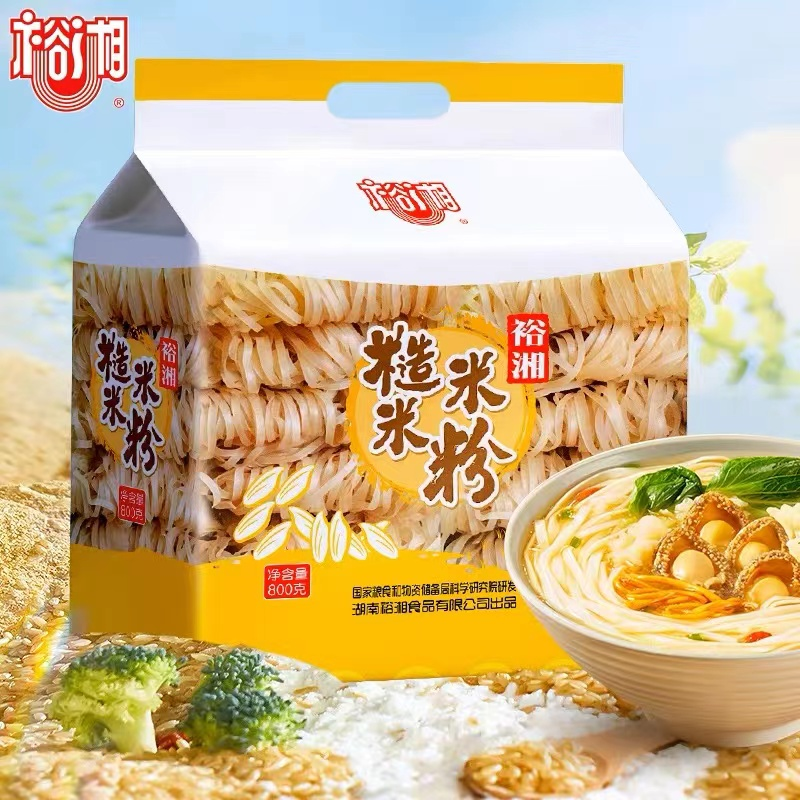 裕湘
®
裕湘
®
裕湘
糙米米粉
裕湘
糙米米粉
净含量
800克
净含量
800克
国家粮食和物资储备局科学研究院研发
湖南裕湘食品有限公司出品